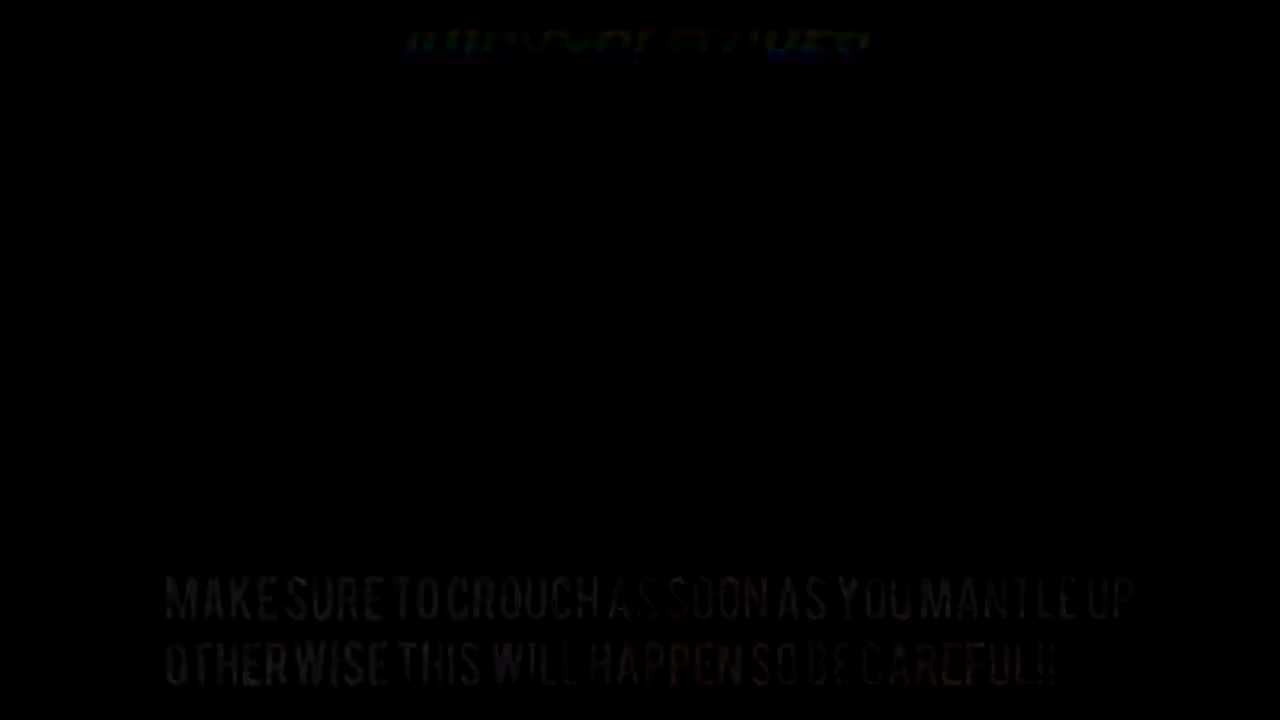 MAKE SURE TO CROUCH AS SOON AS YOU MANTLE UP
OTHERWISE THIS WILL HAPPEN SO BE CAREFUL!!